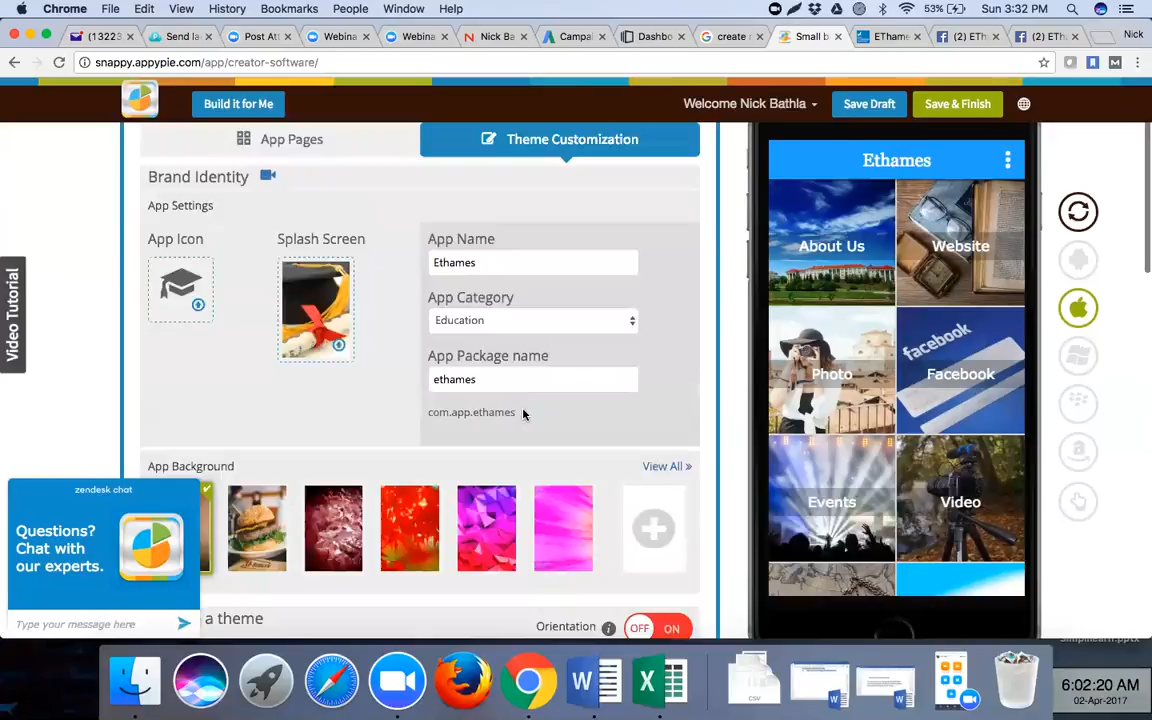 Chrome File Edit View History Bookmarks People Window Help
53% Sun 3:32 PM
(13223 Send la Post Att Webina Webina Nick Ba Campai Dashbo create Small b EThame (2) ETh (2) ETh Nick
snappy.appypie.com/app/creator-software/
Build it for Me Welcome Nick Bathla Save Draft Save & Finish
App Pages Theme Customization
Brand Identity
App Settings
App Icon Splash Screen
App Name
Ethames
App Category
Education
App Package name
ethames
com.app.ethames
App Background View All »
a theme Orientation i OFF ON
Video Tutorial
zendesk chat
Questions?
Chat with
our experts.
Type your message here
Ethames
About Us Website
Photo facebook Facebook
Events Video
CSV
W X W W
6:02:20 AM
02-Apr-2017